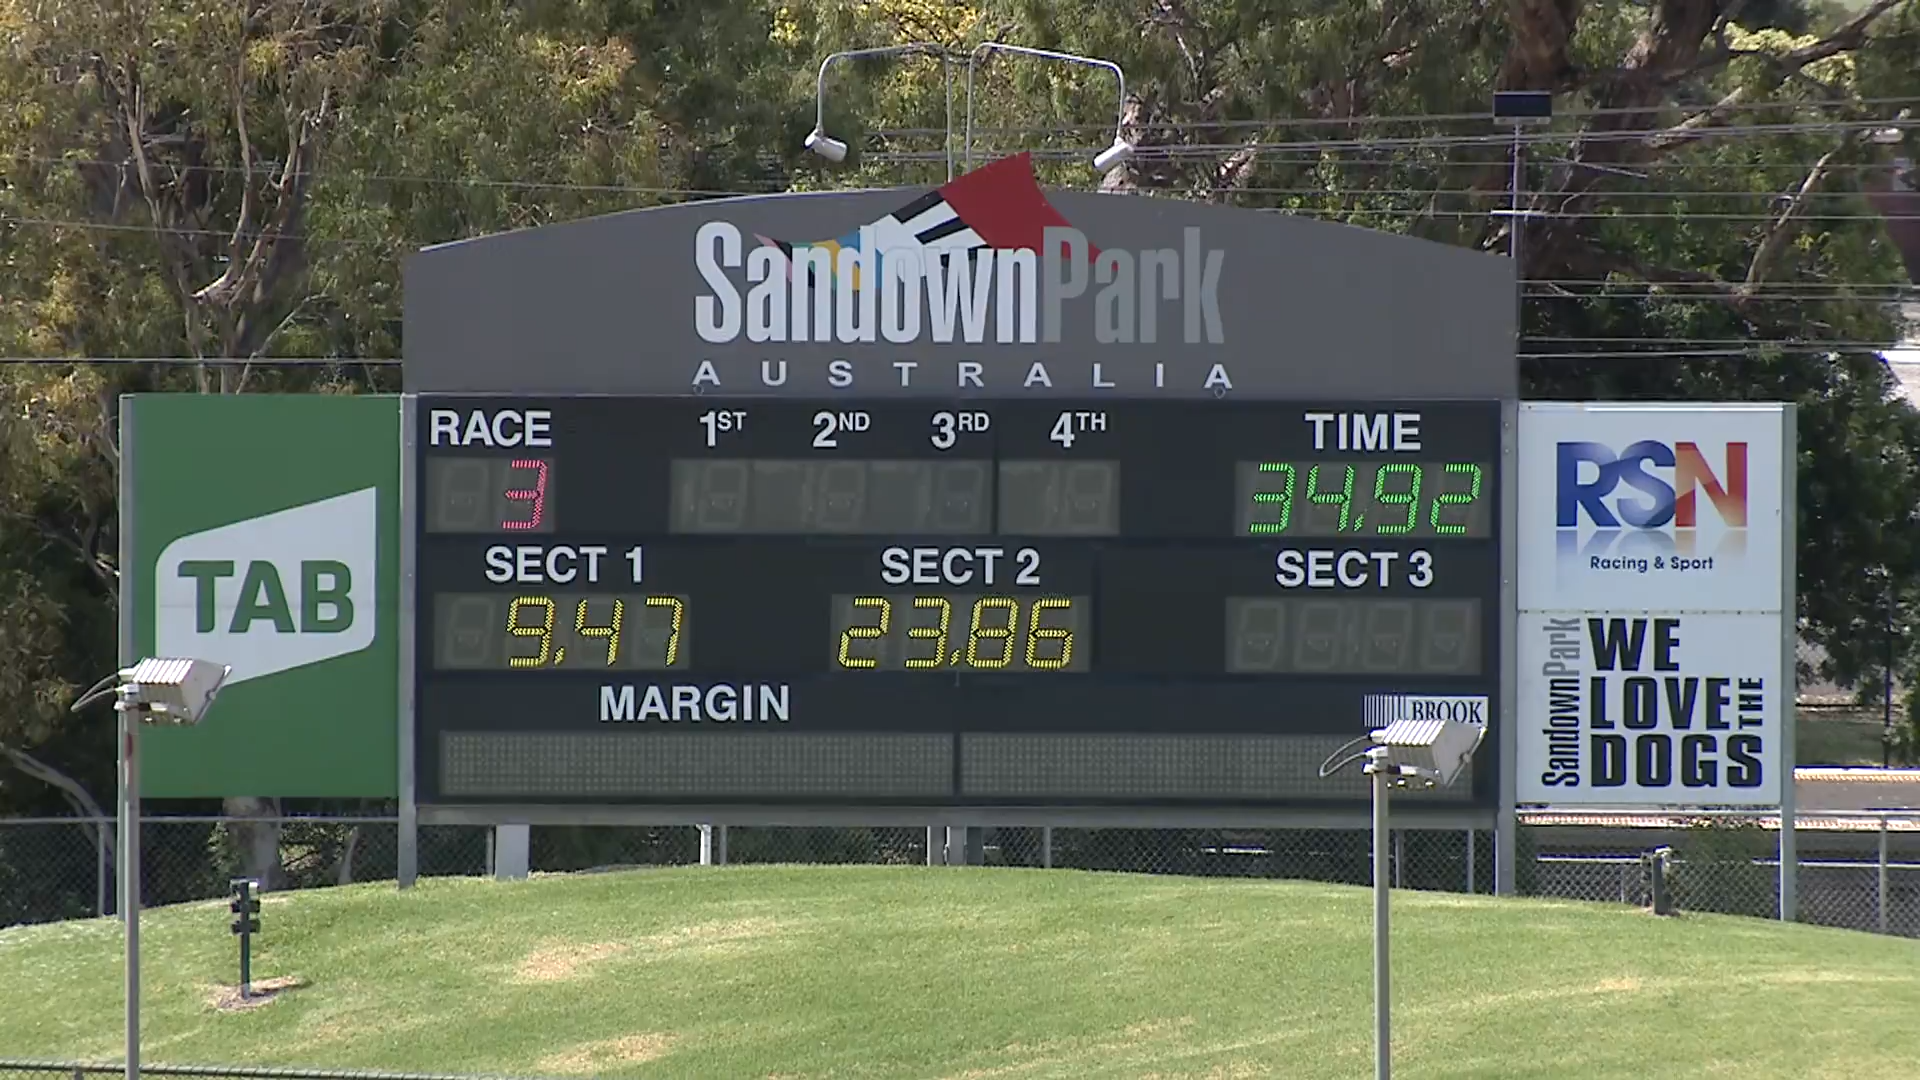 SandownPark
AUSTRALIA
RACE 1ST 2ND 3RD 4TH TIME
3 34.92
SECT 1 SECT 2 SECT 3
9.47 23.86
MARGIN
BROOK
TAB
RSN
Racing & Sport
SandownPark
WE
LOVE THE
DOGS